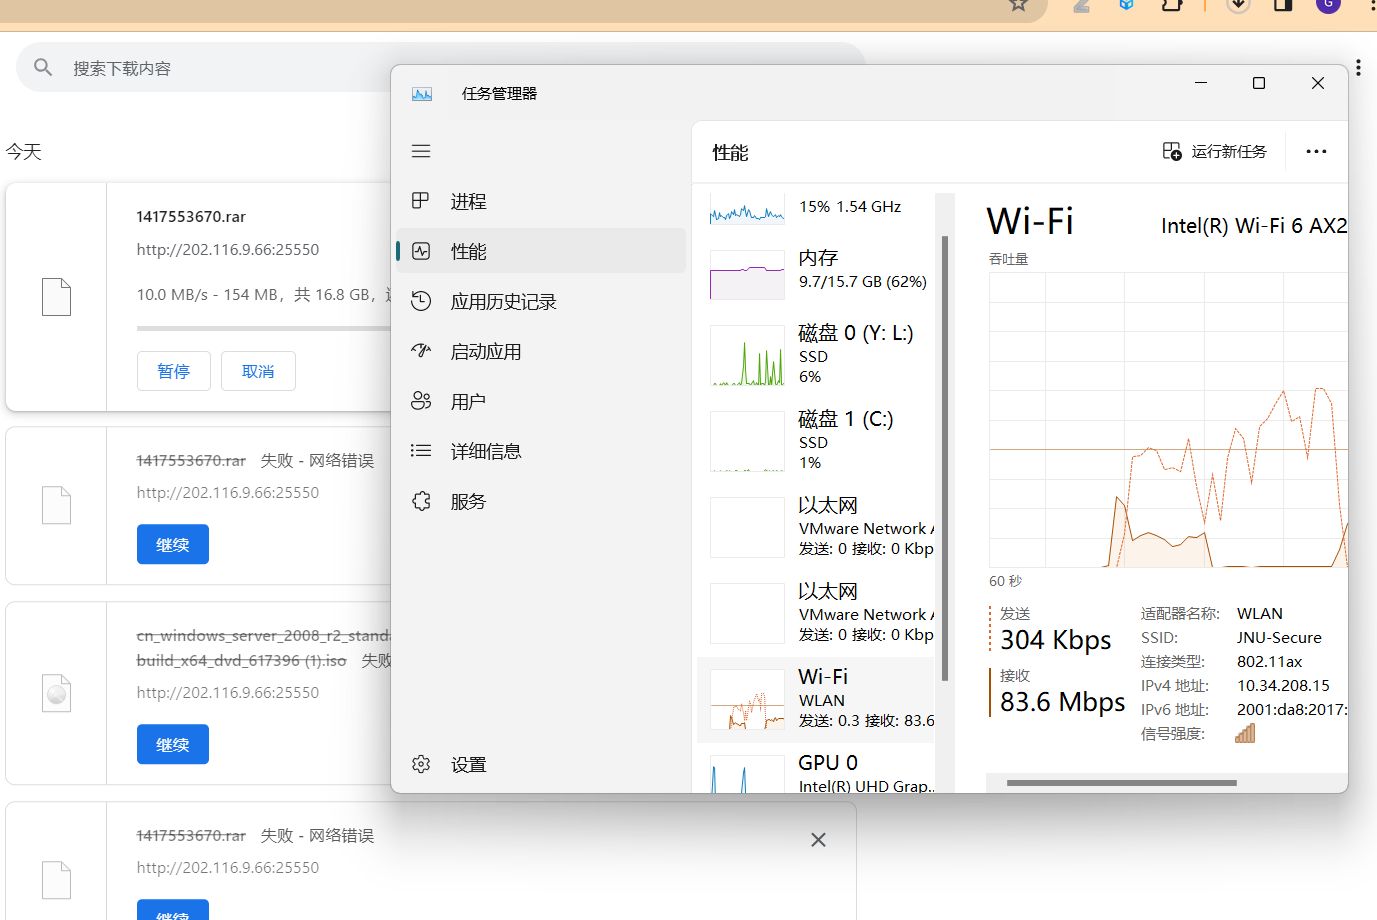 G
搜索下载内容
今天
1417553670.rar
http://202.116.9.66:25550
10.0 MB/s - 154 MB，共 16.8 GB，
暂停
取消
1417553670.rar 失败 - 网络错误
http://202.116.9.66:25550
继续
cn_windows_server_2008_r2_standa
build_x64_dvd_617396 (1).iso 失败
http://202.116.9.66:25550
继续
1417553670.rar 失败 - 网络错误
http://202.116.9.66:25550
继续
任务管理器
进程
性能
应用历史记录
启动应用
用户
详细信息
服务
设置
性能
运行新任务
15% 1.54 GHz
内存
9.7/15.7 GB (62%)
磁盘 0 (Y: L:)
SSD
6%
磁盘 1 (C:)
SSD
1%
以太网
VMware Network A
发送: 0 接收: 0 Kbp
以太网
VMware Network A
发送: 0 接收: 0 Kbp
Wi-Fi
WLAN
发送: 0.3 接收: 83.6
GPU 0
Intel(R) UHD Grap...
Wi-Fi
Intel(R) Wi-Fi 6 AX2
吞吐量
60 秒
发送
304 Kbps
接收
83.6 Mbps
适配器名称: WLAN
SSID: JNU-Secure
连接类型: 802.11ax
IPv4 地址: 10.34.208.15
IPv6 地址: 2001:da8:2017:
信号强度: